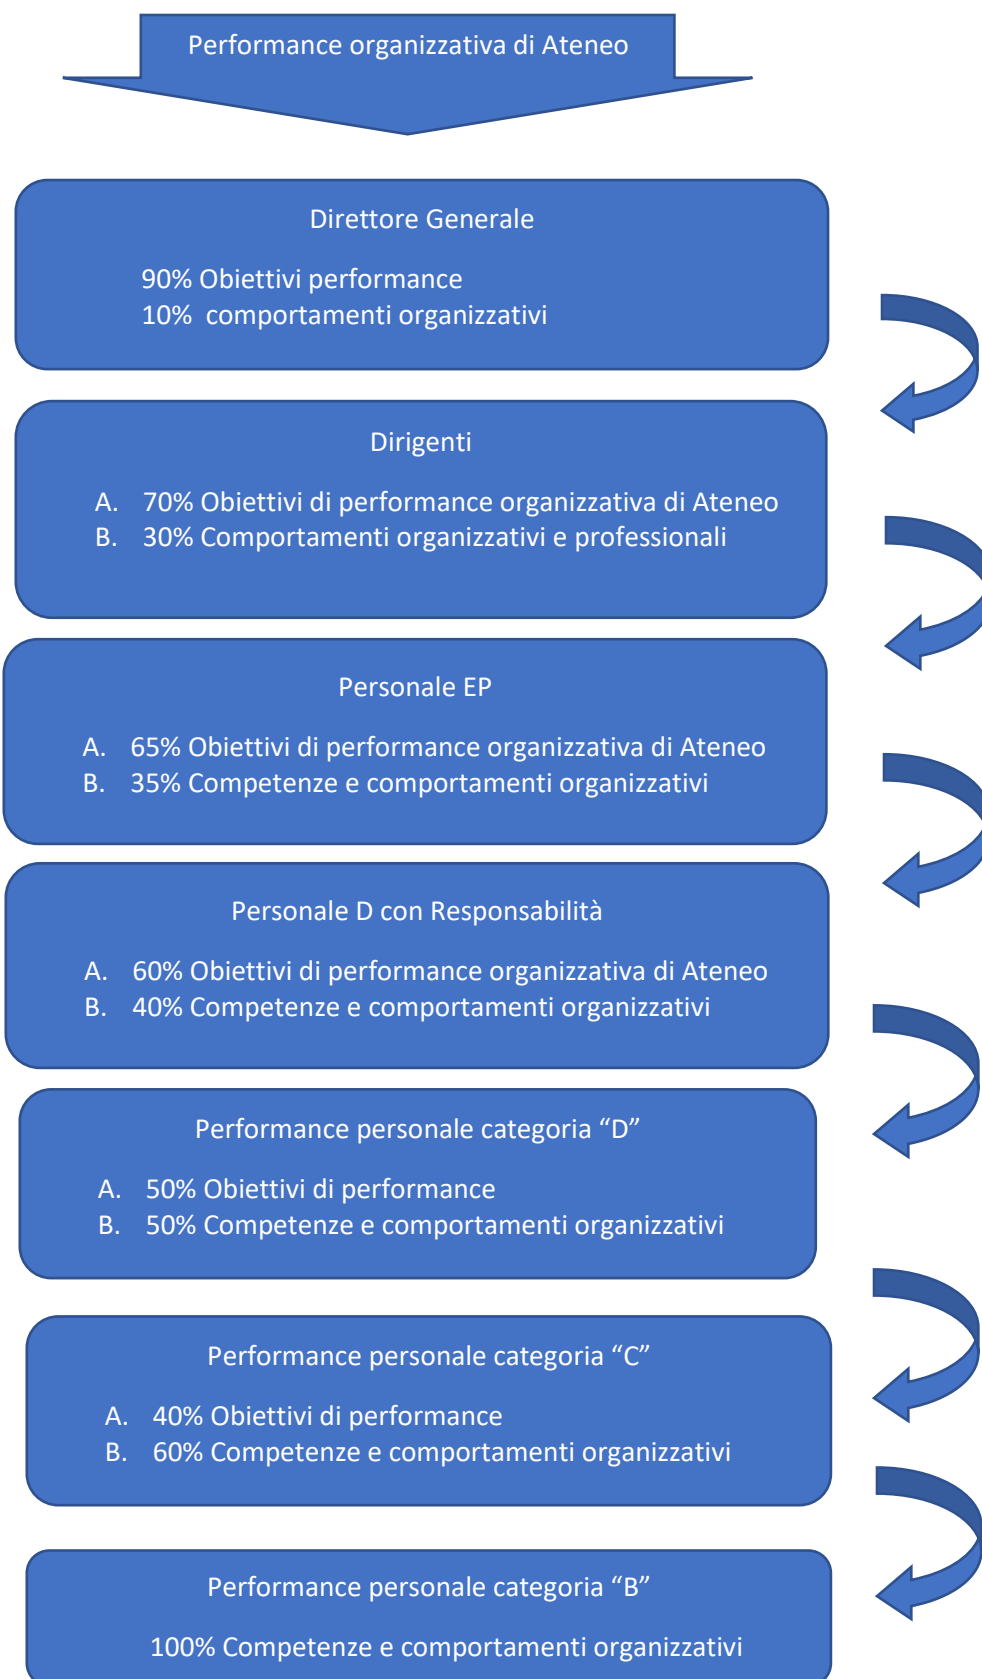 Performance organizzativa di Ateneo
Direttore Generale
90% Obiettivi performance
10% comportamenti organizzativi
Dirigenti
A. 70% Obiettivi di performance organizzativa di Ateneo
B. 30% Comportamenti organizzativi e professionali
Personale EP
A. 65% Obiettivi di performance organizzativa di Ateneo
B. 35% Competenze e comportamenti organizzativi
Personale D con Responsabilità
A. 60% Obiettivi di performance organizzativa di Ateneo
B. 40% Competenze e comportamenti organizzativi
Performance personale categoria “D”
A. 50% Obiettivi di performance
B. 50% Competenze e comportamenti organizzativi
Performance personale categoria “C”
A. 40% Obiettivi di performance
B. 60% Competenze e comportamenti organizzativi
Performance personale categoria “B”
100% Competenze e comportamenti organizzativi